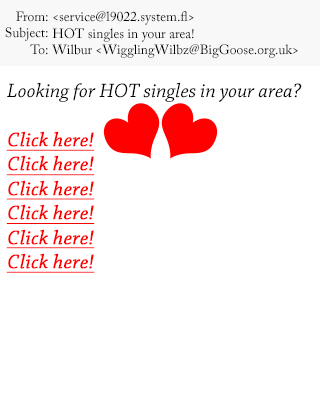 From: <service@19022.system.fl>
Subject: HOT singles in your area!
To: Wilbur <WigglingWilbz@BigGoose.org.uk>
Looking for HOT singles in your area?
Click here!
Click here!
Click here!
Click here!
Click here!
Click here!